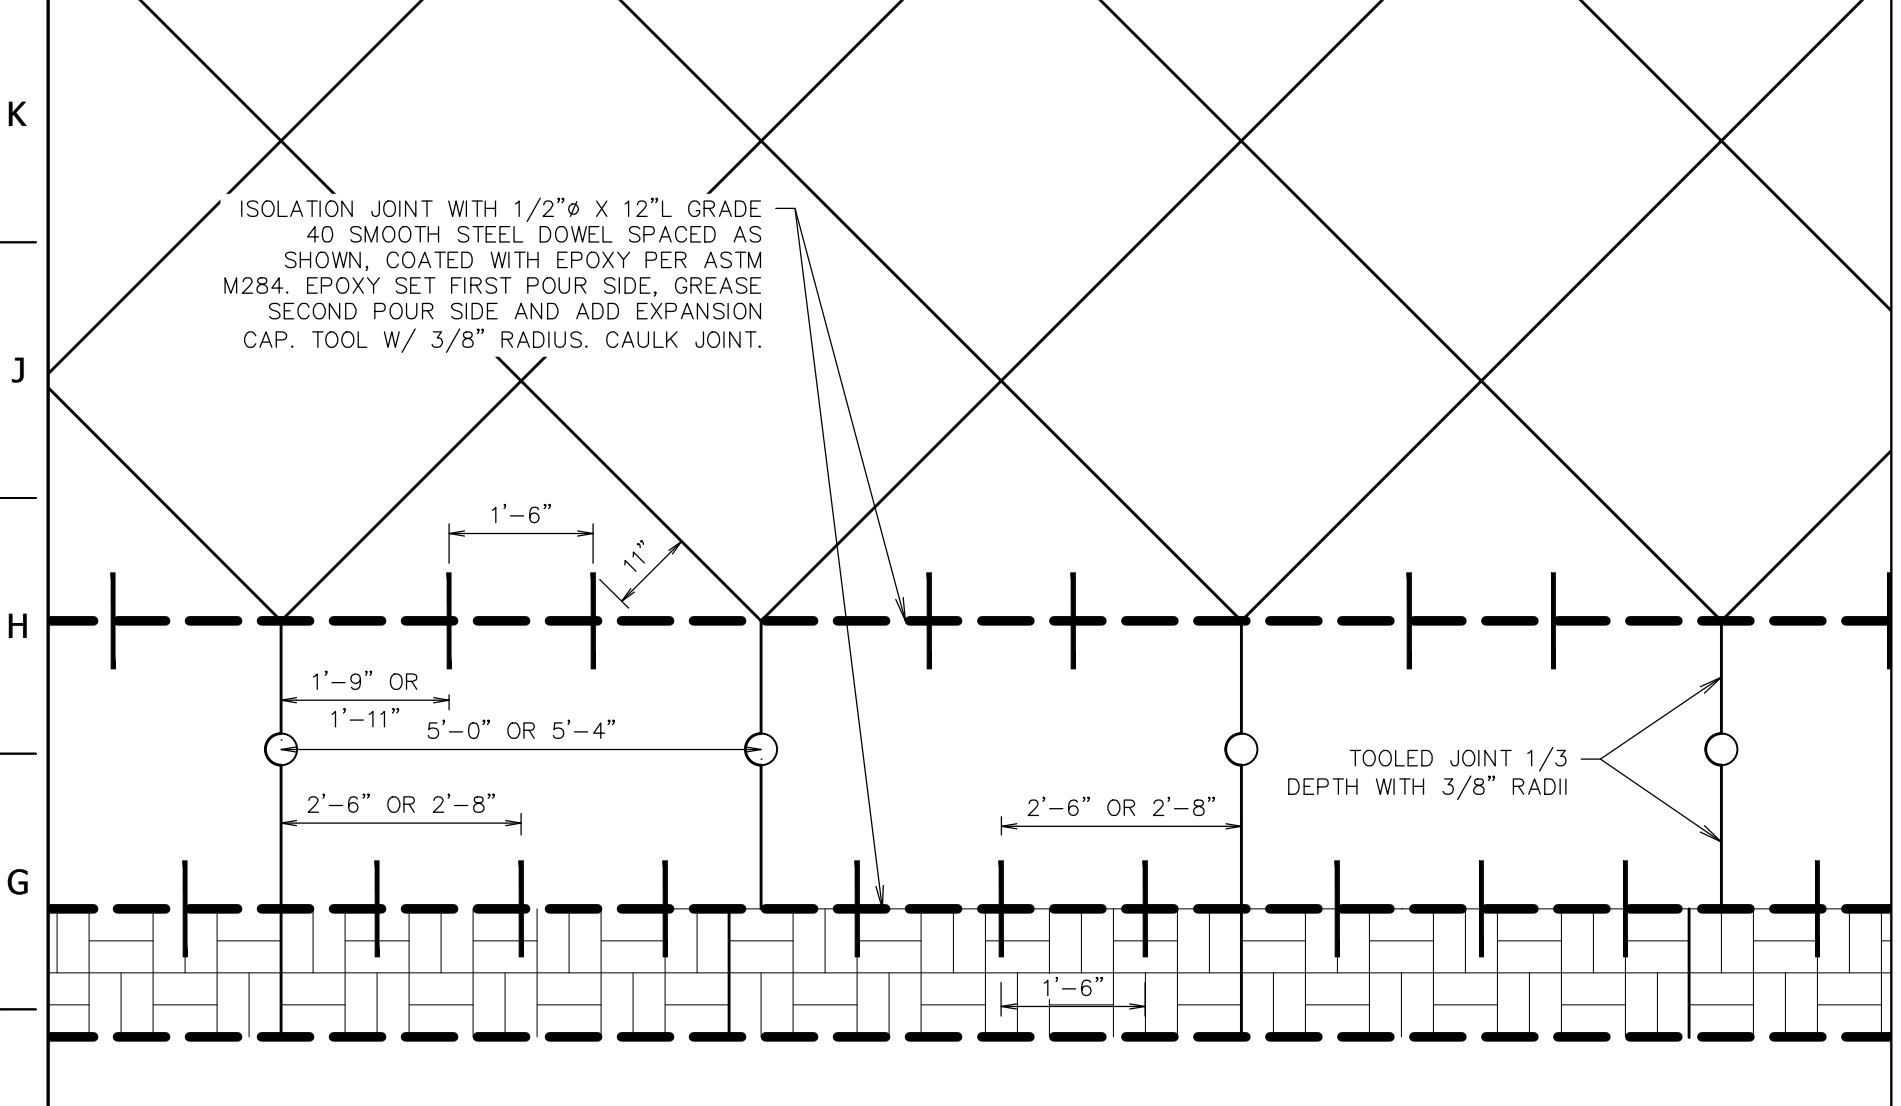 K
ISOLATION JOINT WITH 1/2”ø X 12”L GRADE
40 SMOOTH STEEL DOWEL SPACED AS
SHOWN, COATED WITH EPOXY PER ASTM
M284. EPOXY SET FIRST POUR SIDE, GREASE
SECOND POUR SIDE AND ADD EXPANSION
CAP. TOOL W/ 3/8” RADIUS. CAULK JOINT.
J
1’-6”
11”
H
1’-9” OR
1’-11”
5’-0” OR 5’-4”
TOOLED JOINT 1/3
DEPTH WITH 3/8” RADII
2’-6” OR 2’-8”
2’-6” OR 2’-8”
G
1’-6”